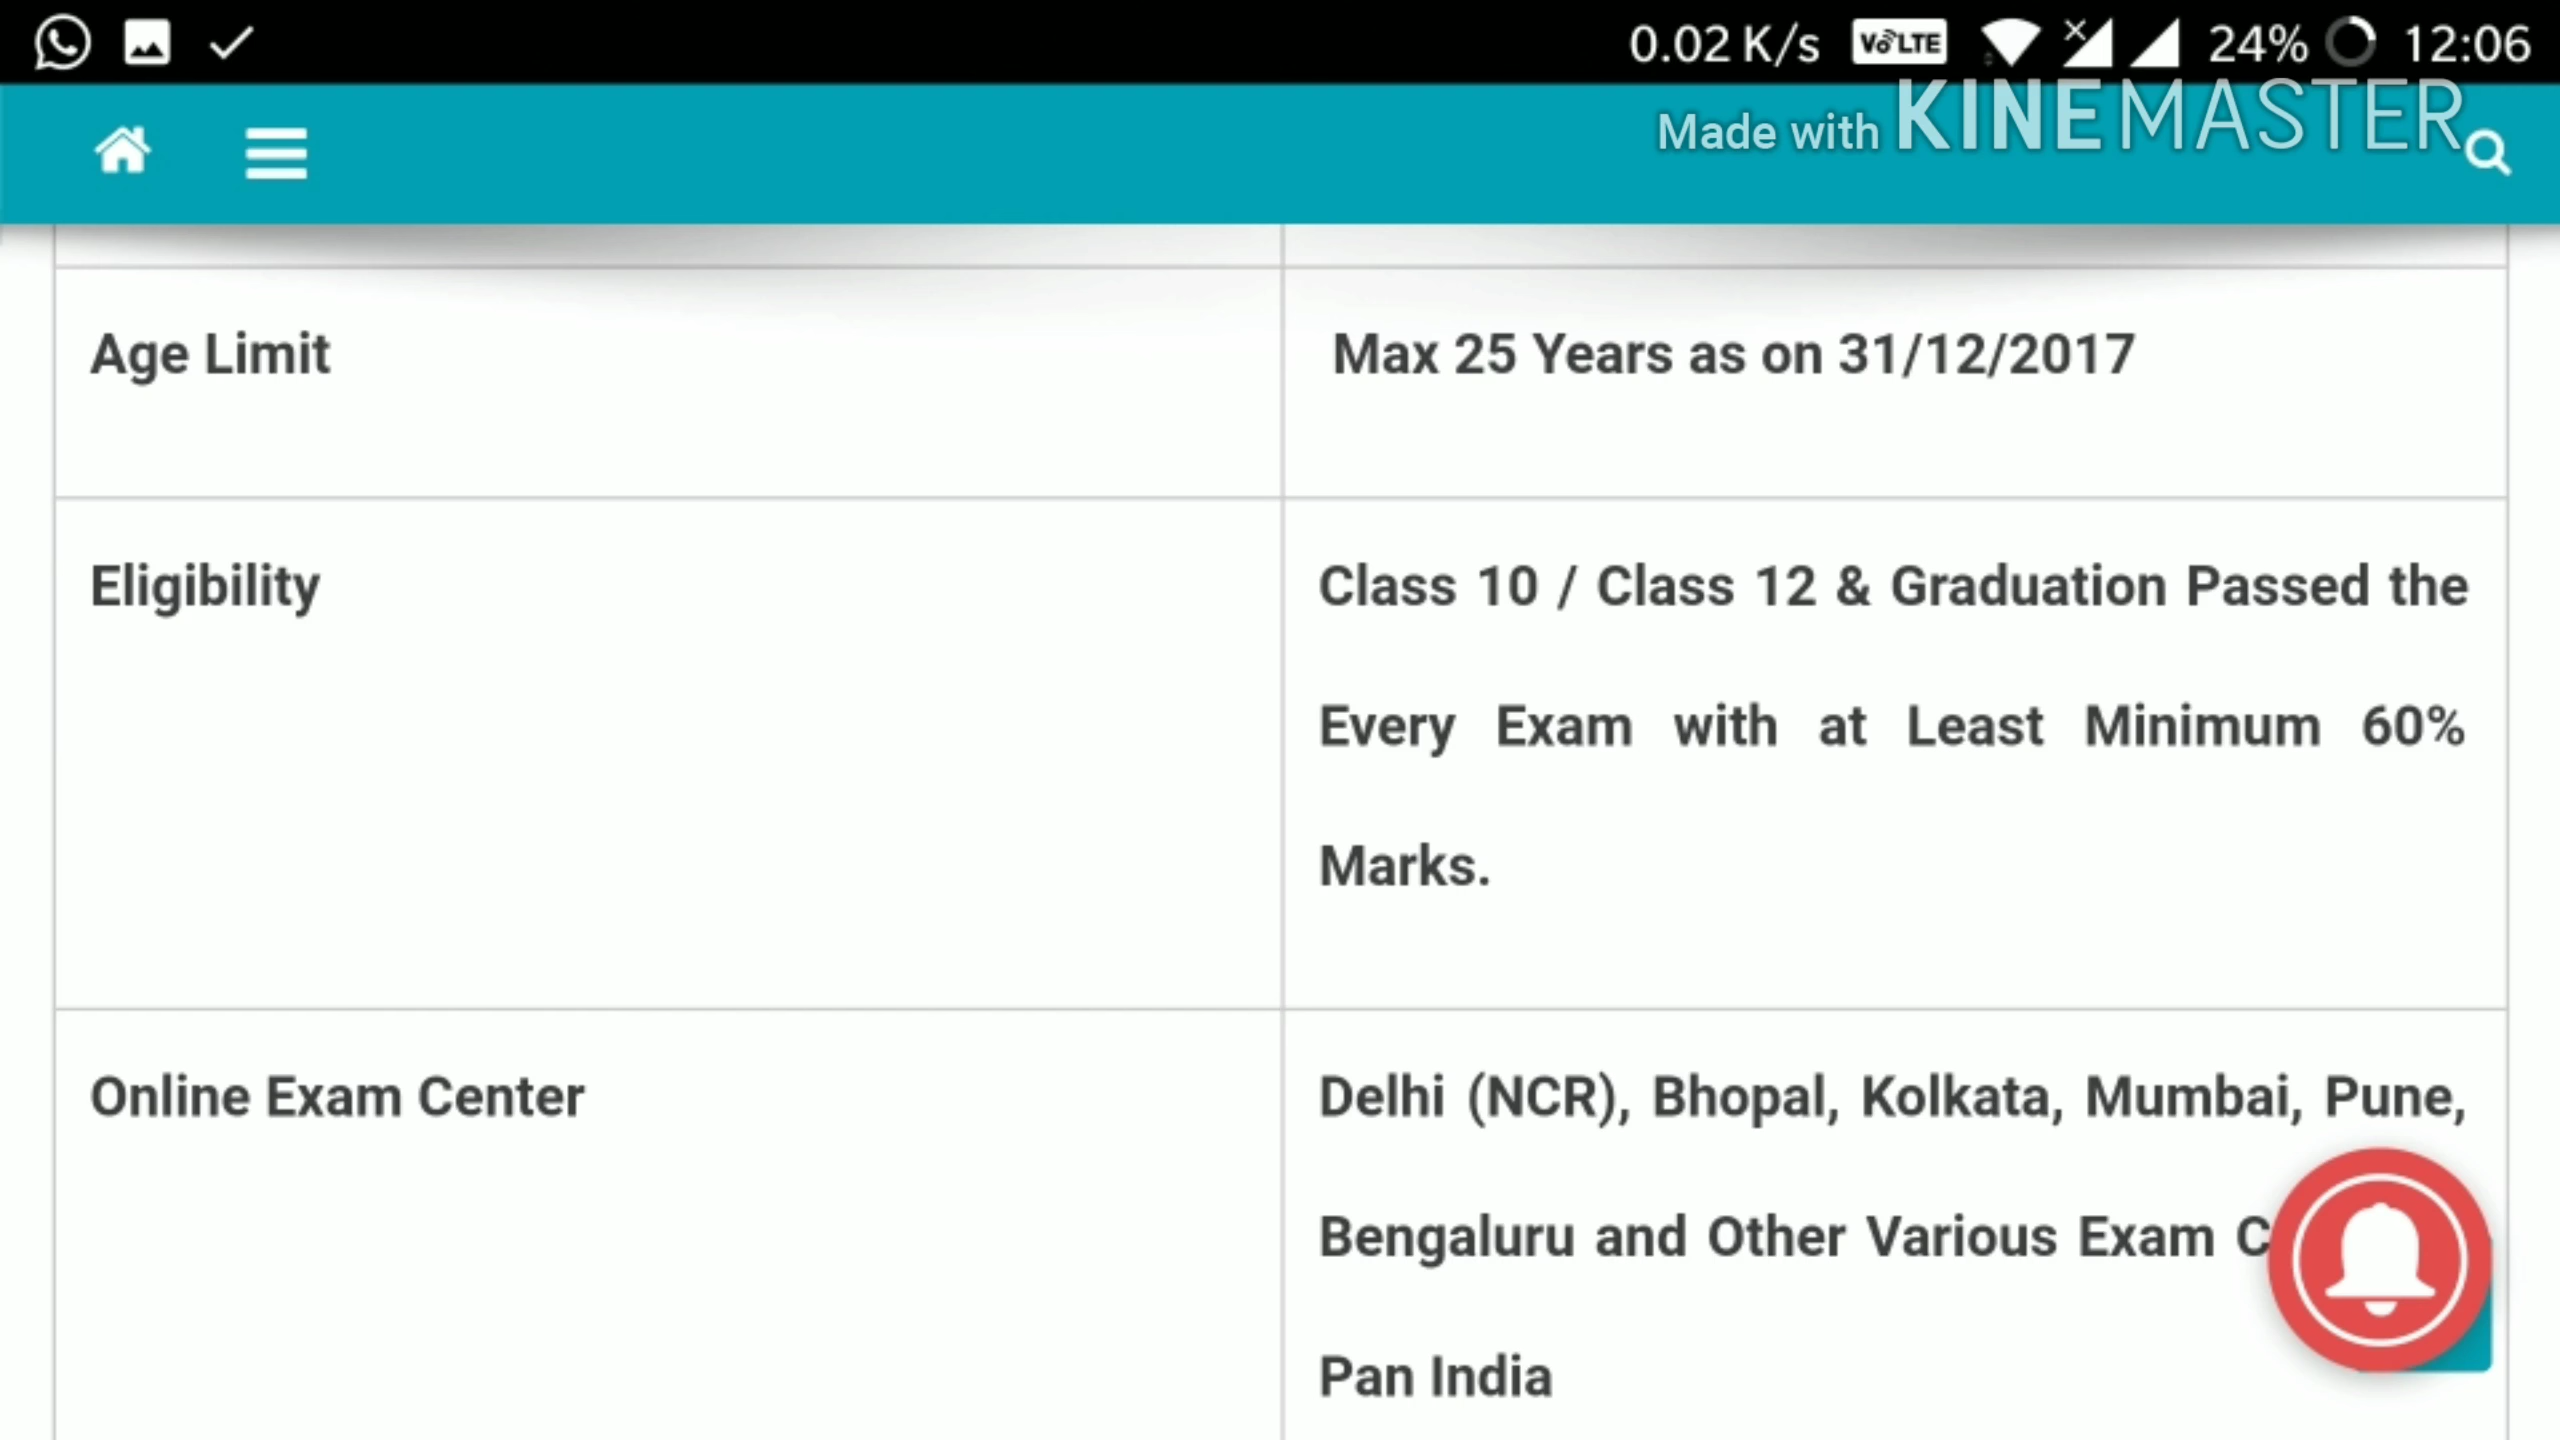 0.02 K/s VoLTE 24% 12:06
Made with KINEMASTER
Age Limit
Max 25 Years as on 31/12/2017
Eligibility
Class 10 / Class 12 & Graduation Passed the
Every Exam with at Least Minimum 60%
Marks.
Online Exam Center
Delhi (NCR), Bhopal, Kolkata, Mumbai, Pune,
Bengaluru and Other Various Exam
Pan India